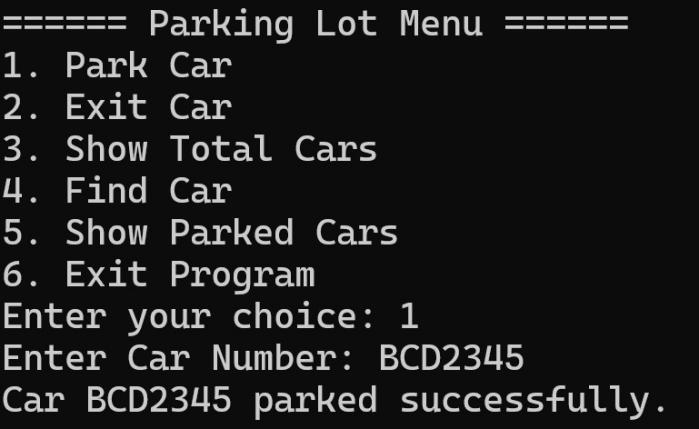 ====== Parking Lot Menu ======
1. Park Car
2. Exit Car
3. Show Total Cars
4. Find Car
5. Show Parked Cars
6. Exit Program
Enter your choice: 1
Enter Car Number: BCD2345
Car BCD2345 parked successfully.